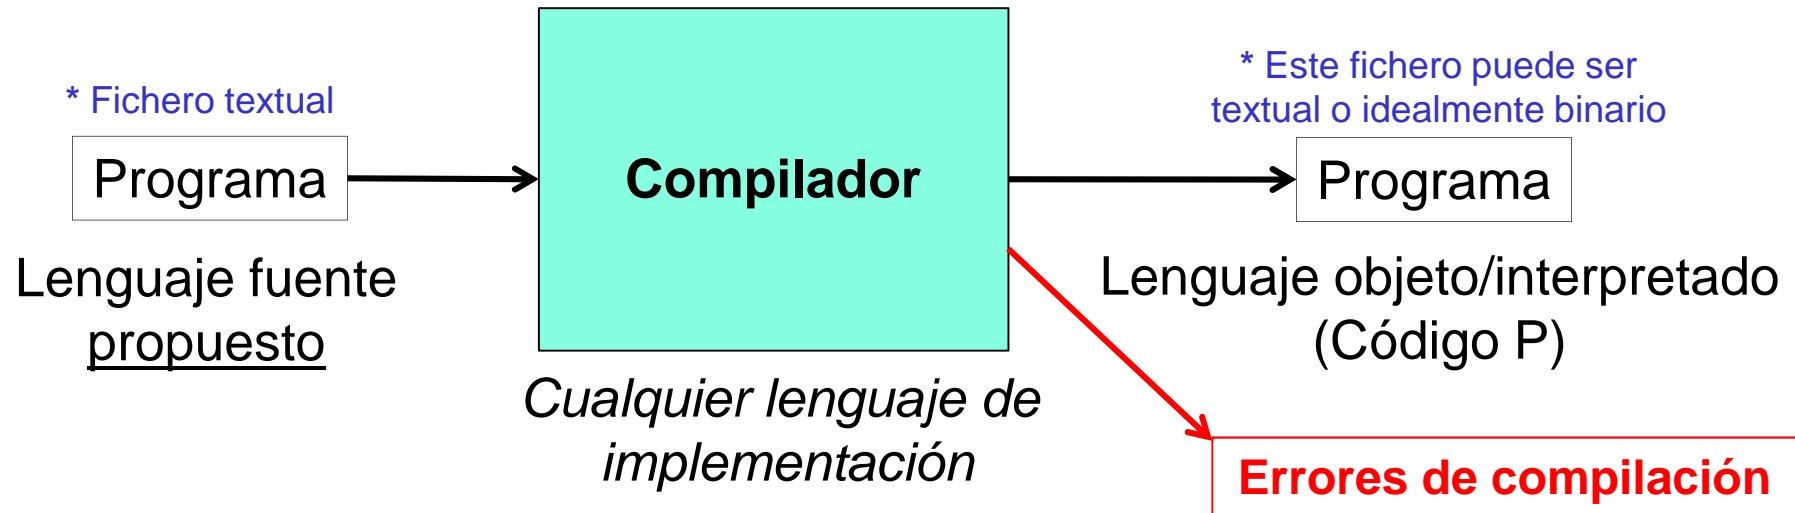 * Fichero textual
Programa
Lenguaje fuente
propuesto
Compilador
Cualquier lenguaje de
implementación
* Este fichero puede ser
textual o idealmente binario
Programa
Lenguaje objeto/interpretado
(Código P)
Errores de compilación